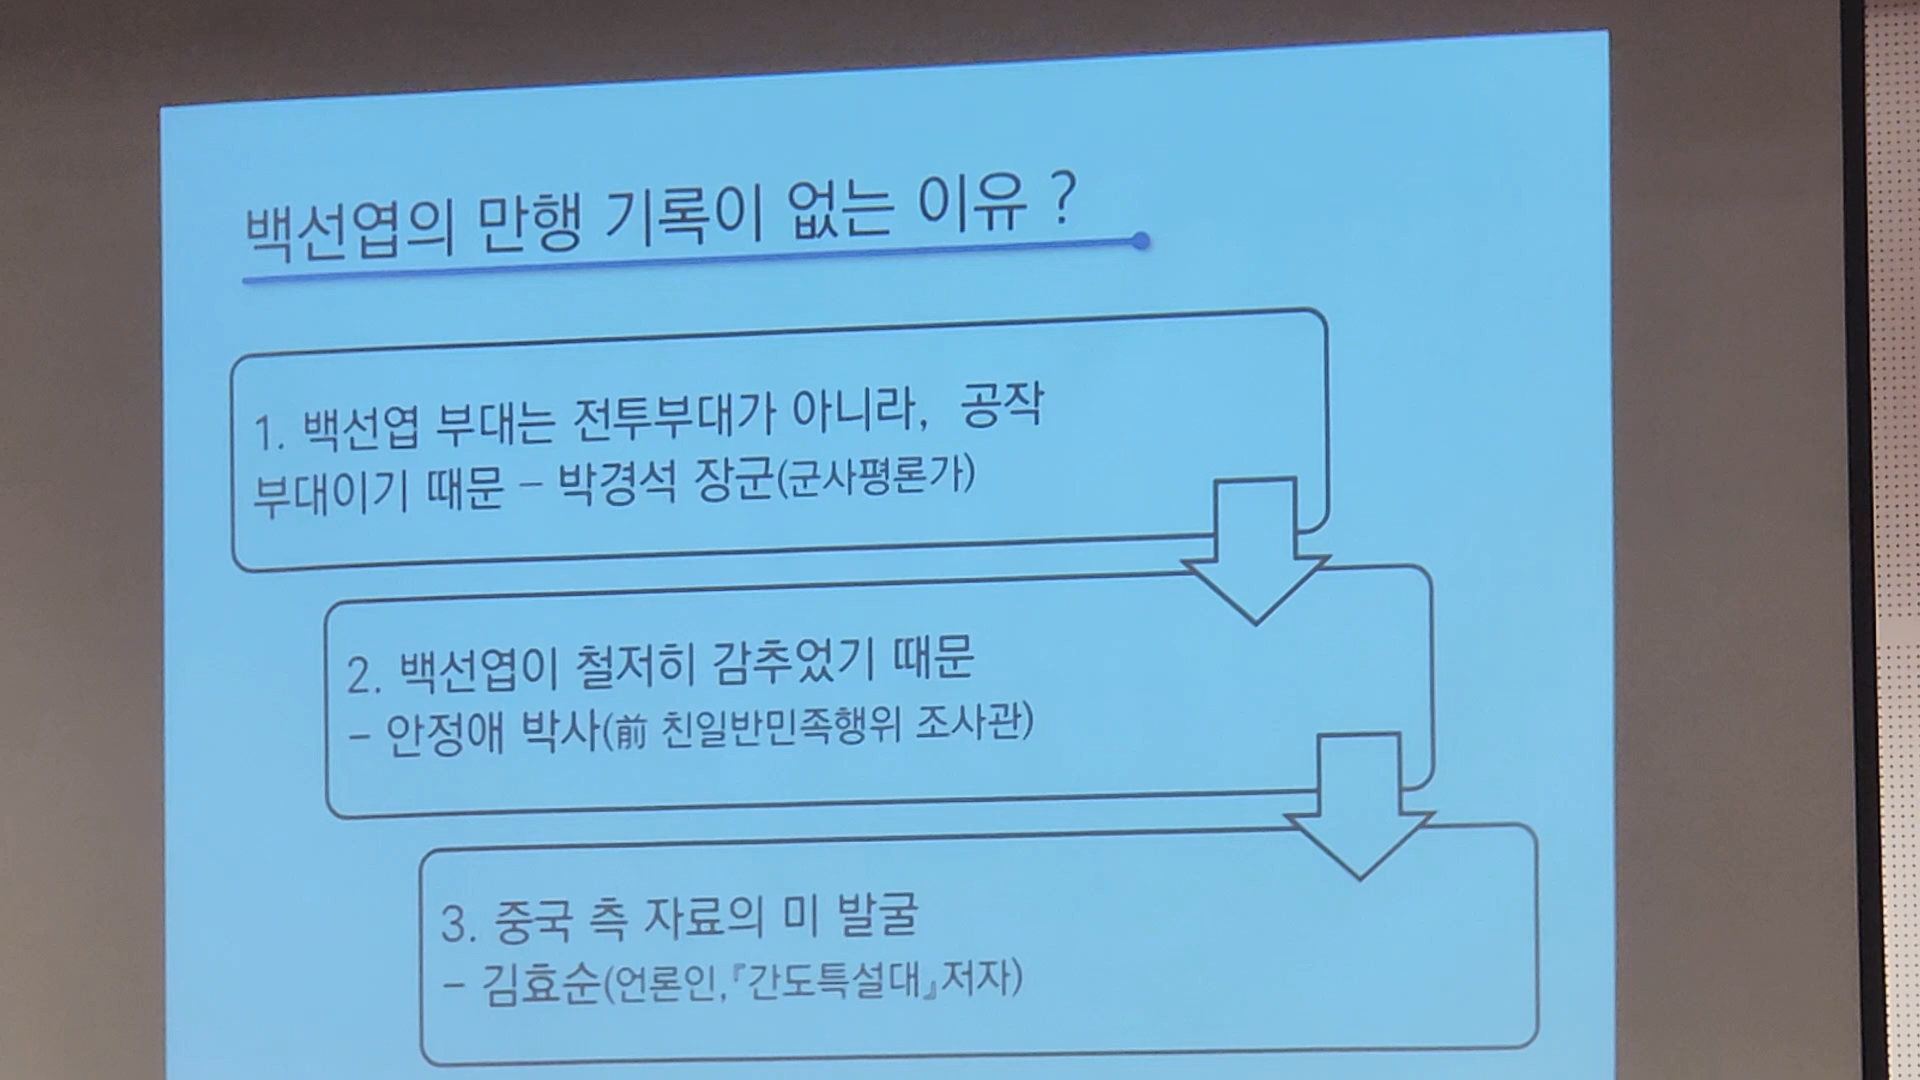 백선엽의 만행 기록이 없는 이유 ?
1. 백선엽 부대는 전투부대가 아니라, 공작
부대이기 때문 – 박경석 장군(군사평론가)
2. 백선엽이 철저히 감추었기 때문
– 안정애 박사(前 친일반민족행위 조사관)
3. 중국 측 자료의 미 발굴
– 김효순(언론인,『간도특설대』저자)